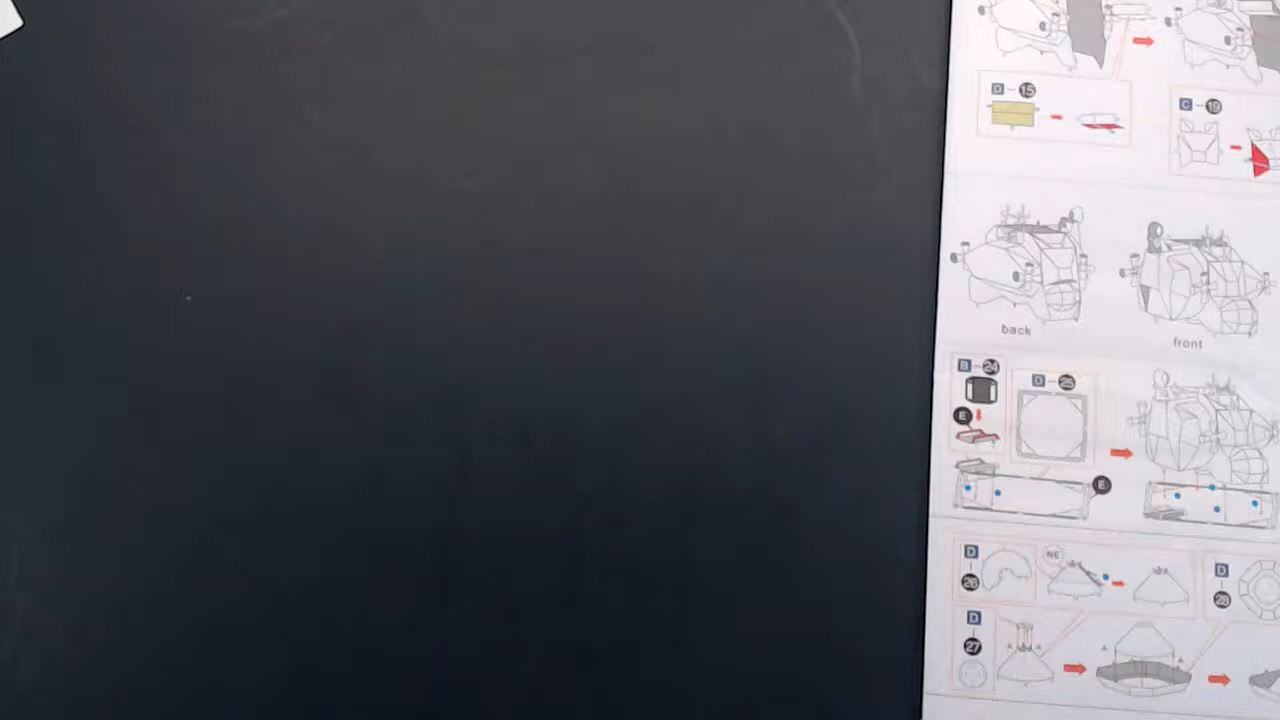 D-15
C-19
back
front
B-24
D-25
E
E
D-26
NE
D-28
D-27
A A
A A